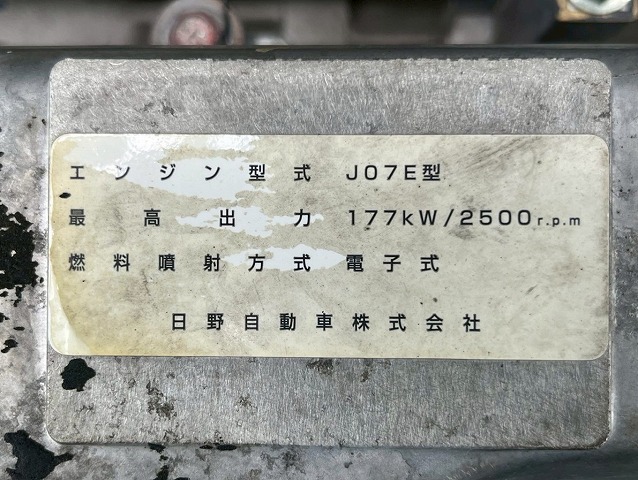 エンジン型式 J07E型
最高出力 177kW/2500r.p.m
燃料噴射方式 電子式
日野自動車株式会社